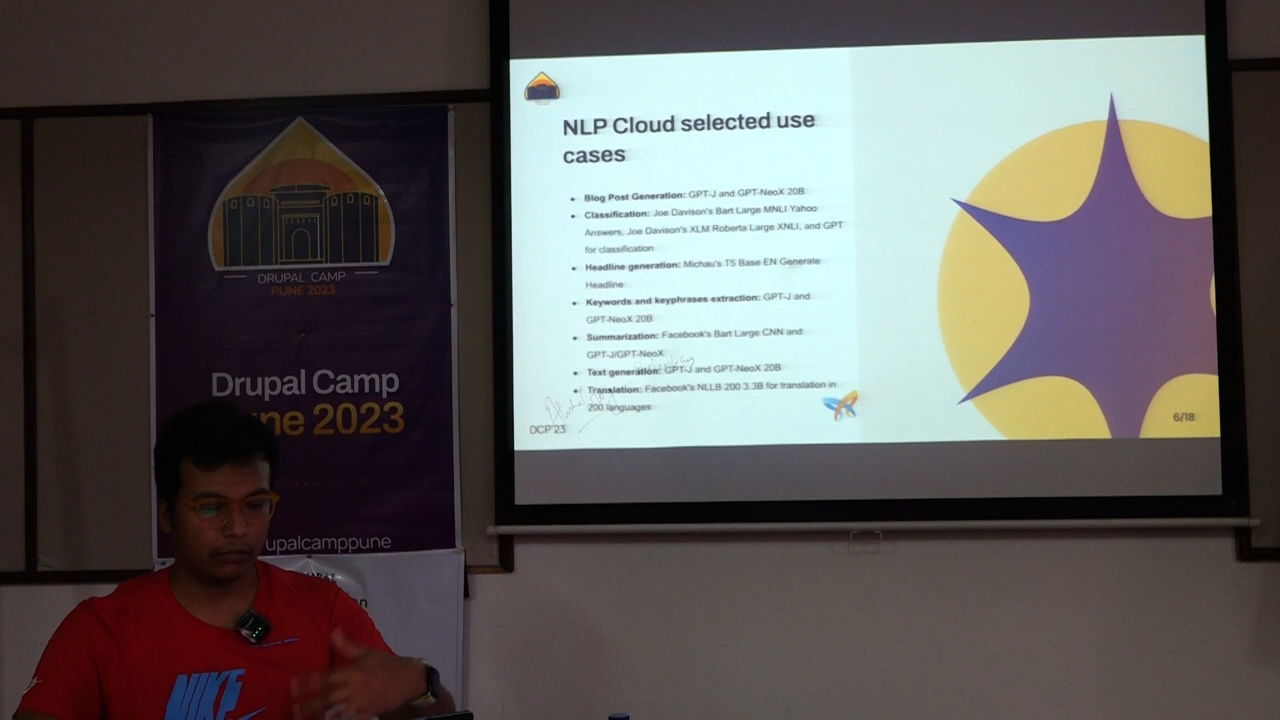 DRUPAL CAMP
PUNE 2023
Drupal Camp
ne 2023
upalcamppune
NIKE
NLP Cloud selected use
cases
Blog Post Generation: GPT-J and GPT-NeoX 20B
Classification: Joe Davison's Bart Large MNLI Yahoo
Answers, Joe Davison's XLM Roberta Large XNLI, and GPT
for classification
Headline generation: Michau's T5 Base EN Generate
Headline
Keywords and keyphrases extraction: GPT-J and
GPT-NeoX 20B
Summarization: Facebook's Bart Large CNN and
GPT-J/GPT-NeoX
Text generation: GPT-J and GPT-NeoX 20B
Translation: Facebook's NLLB 200 3.3B for translation in
200 languages
DCP'23
6/18